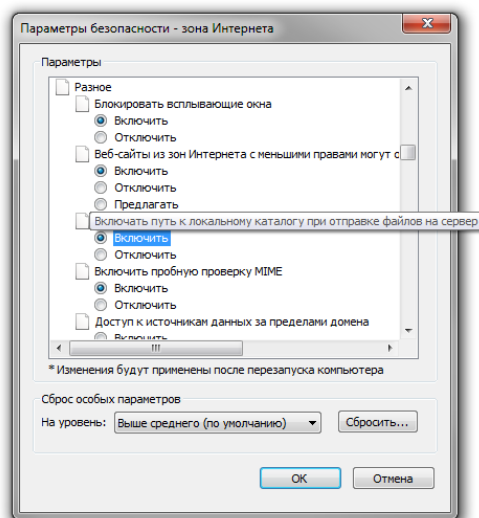 Параметры безопасности - зона Интернета
Параметры
Разное
Блокировать всплывающие окна
Включить
Отключить
Веб-сайты из зон Интернета с меньшими правами могут о
Включить
Отключить
Предлагать
Включать путь к локальному каталогу при отправке файлов на сервер
Включить
Отключить
Включить пробную проверку MIME
Включить
Отключить
Доступ к источникам данных за пределами домена
Включить
* Изменения будут применены после перезапуска компьютера
Сброс особых параметров
На уровень: Выше среднего (по умолчанию) Сбросить...
ОК Отмена